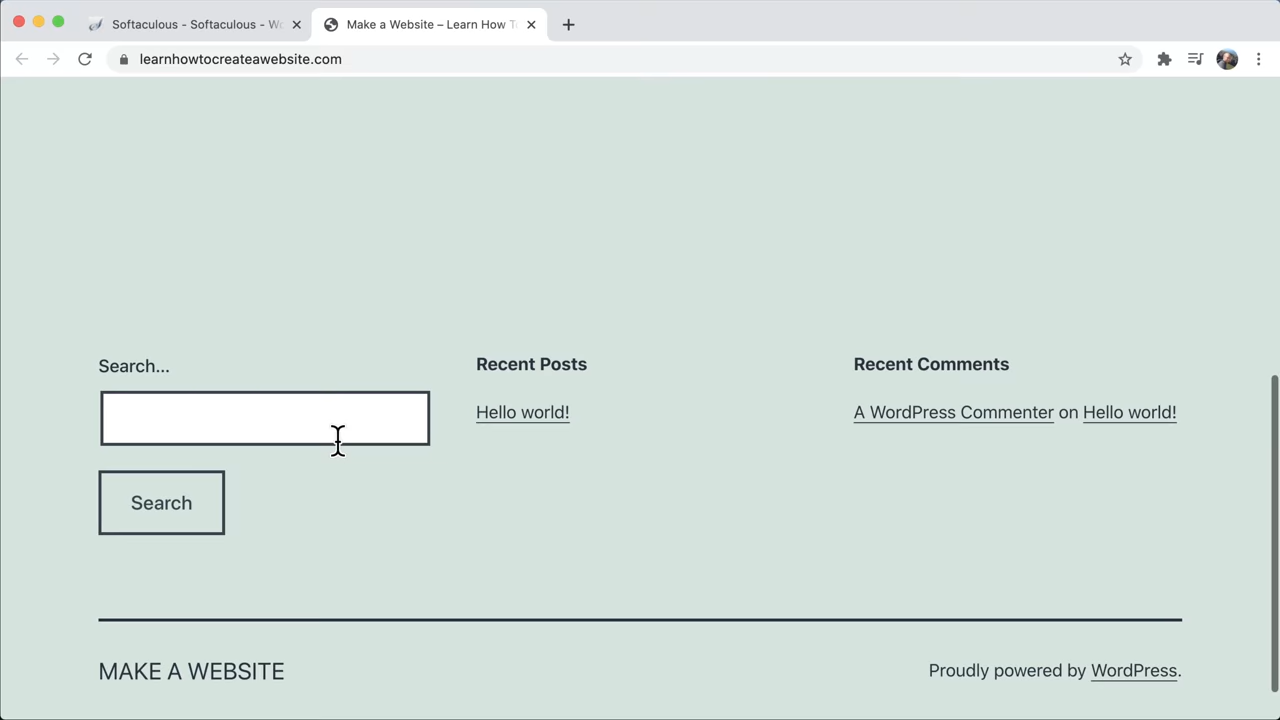 Softaculous - Softaculous - Wo
Make a Website – Learn How T
learnhowtocreateawebsite.com
Search...
Recent Posts
Recent Comments
Hello world!
A WordPress Commenter on Hello world!
Search
MAKE A WEBSITE
Proudly powered by WordPress.